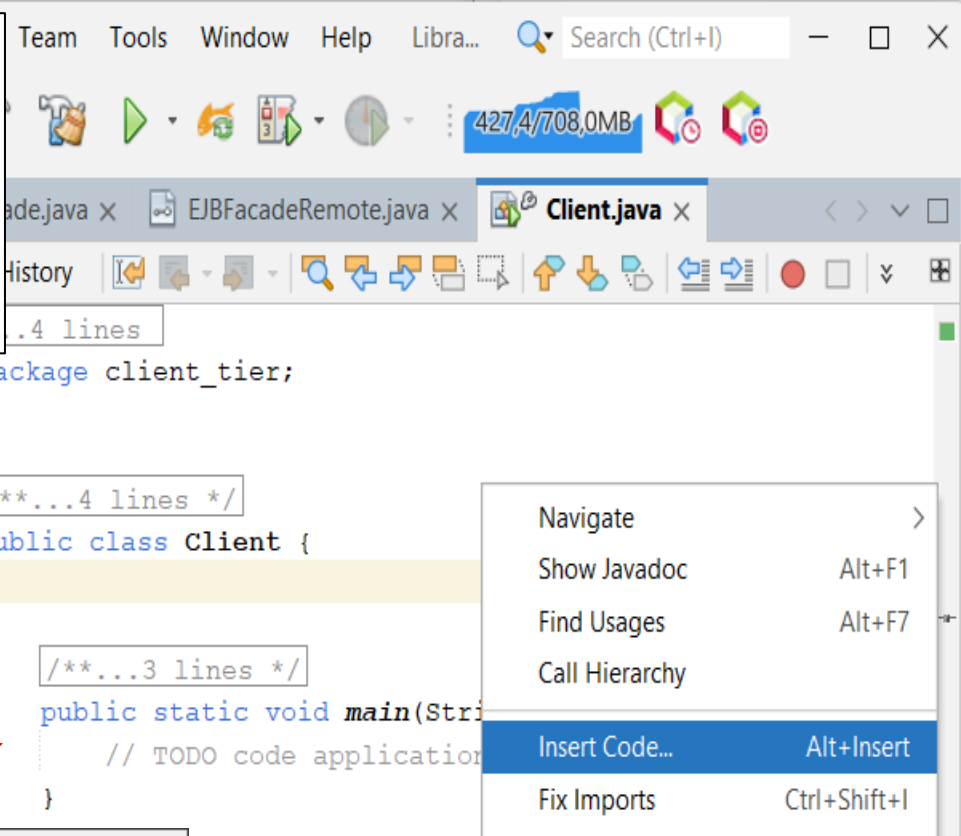 Team Tools Window Help Libra... Search (Ctrl+I)
3
427,4/708,0MB
ade.java EJBFacadeRemote.java Client.java
History
..4 lines
ackage client_tier;
**...4 lines */
ublic class Client {
Navigate
Show Javadoc Alt+F1
Find Usages Alt+F7
Call Hierarchy
/**...3 lines */
public static void main(Stri
Insert Code... Alt+Insert
// TODO code application
Fix Imports Ctrl+Shift+I
}